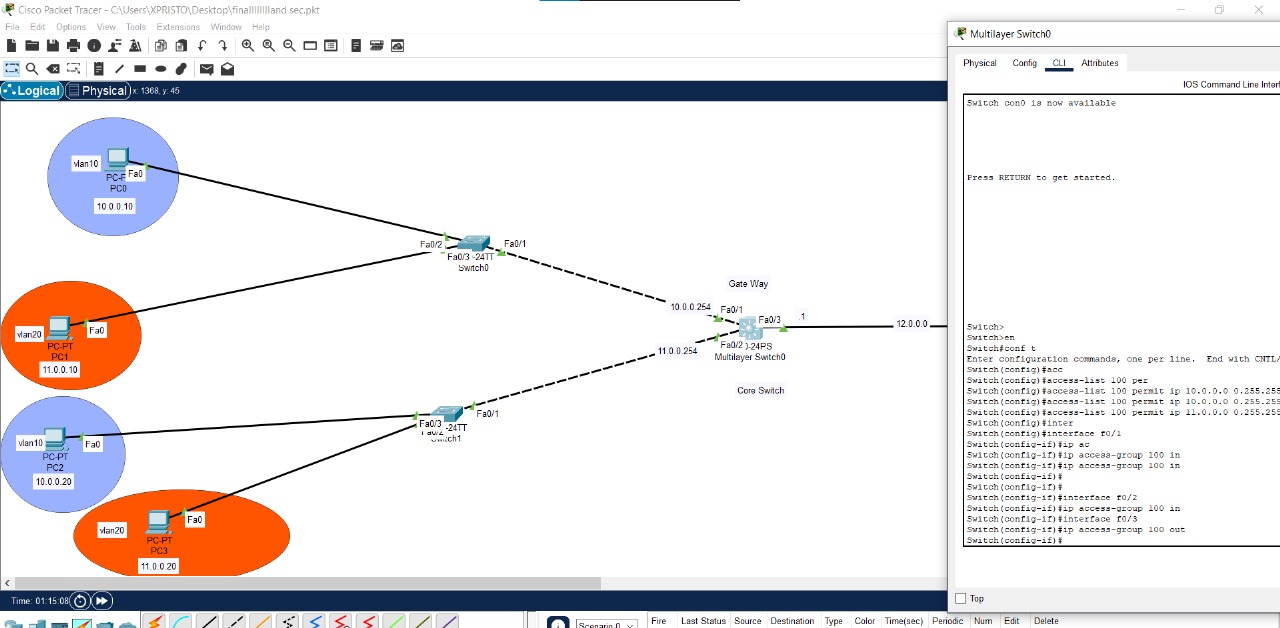 Cisco Packet Tracer - C:\Users\XPRISTO\Desktop\finallllllland sec.pkt
File Edit Options View Tools Extensions Window Help
Logical Physical x: 1368, y: 45
vlan10
Fa0
PC0
10.0.0.10
vlan20
Fa0
PC-PT
PC1
11.0.0.10
vlan10
Fa0
PC-PT
PC2
10.0.0.20
vlan20
Fa0
PC-PT
PC3
11.0.0.20
Fa0/2
Fa0/1
Fa0/3 -24TT
Switch0
Fa0/1
Fa0/3
-24TT
Gate Way
10.0.0.254
Fa0/1
Fa0/3
.1
12.0.0.0
11.0.0.254
Fa0/2
-24PS
Multilayer Switch0
Core Switch
Time: 01:15:08
Scenario 0
Fire Last Status Source Destination Type Color Time(sec) Periodic Num Edit Delete
Multilayer Switch0
Physical Config CLI Attributes
IOS Command Line Interf
Switch con0 is now available
Press RETURN to get started.
Switch>
Switch>en
Switch#conf t
Enter configuration commands, one per line. End with CNTL/
Switch(config)#acc
Switch(config)#access-list 100 per
Switch(config)#access-list 100 permit ip 10.0.0.0 0.255.255
Switch(config)#access-list 100 permit ip 10.0.0.0 0.255.255
Switch(config)#access-list 100 permit ip 11.0.0.0 0.255.255
Switch(config)#inter
Switch(config)#interface f0/1
Switch(config-if)#ip ac
Switch(config-if)#ip access-group 100 in
Switch(config-if)#ip access-group 100 in
Switch(config-if)#
Switch(config-if)#
Switch(config-if)#interface f0/2
Switch(config-if)#ip access-group 100 in
Switch(config-if)#interface f0/3
Switch(config-if)#ip access-group 100 out
Switch(config-if)#
Top